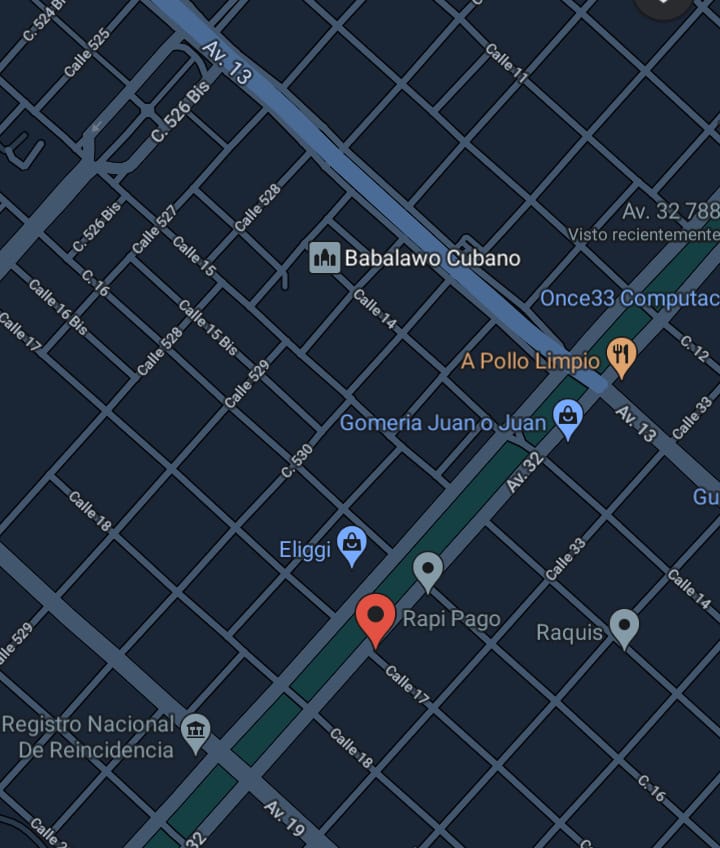 C. 524 Bis
Calle 525
Av. 13
Calle 11
C. 526 Bis
Av. 32 788
Visto recientemente
Calle 528
C. 526 Bis
Calle 527
Calle 15
Babalawo Cubano
C. 16
Once33 Computac
Calle 16 Bis
Calle 14
Calle 17
Calle 15 Bis
Calle 528
C. 12
A Pollo Limpio
Calle 529
Calle 33
Gomeria Juan o Juan
Av. 13
C. 530
Av. 32
Gu
Calle 18
Eliggi
Calle 33
Calle 14
Rapi Pago
Raquis
alle 529
Calle 17
Registro Nacional
De Reincidencia
Calle 18
C. 16
Av. 19
32